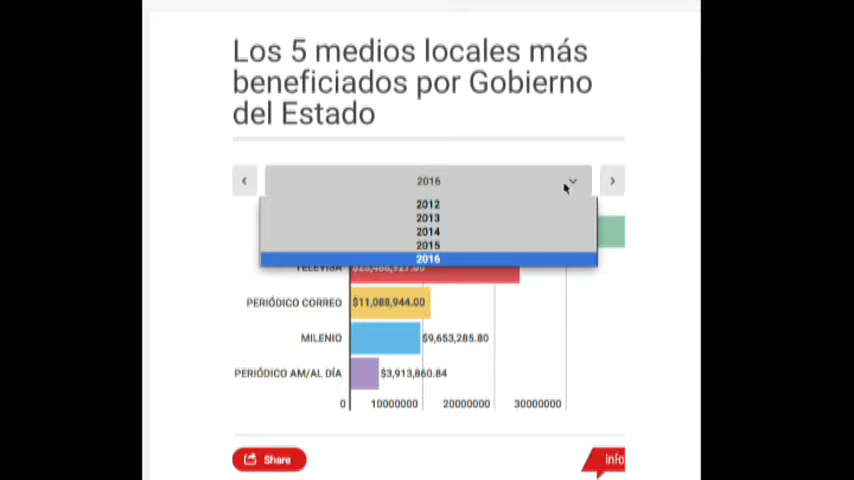 Los 5 medios locales más
beneficiados por Gobierno
del Estado
2016
2012
2013
2014
2015
2016
TELEVISA
PERIÓDICO CORREO $11,088,944.00
MILENIO $9,653,285.80
PERIÓDICO AM/AL DÍA $3,913,860.84
0 10000000 20000000 30000000
Share
info